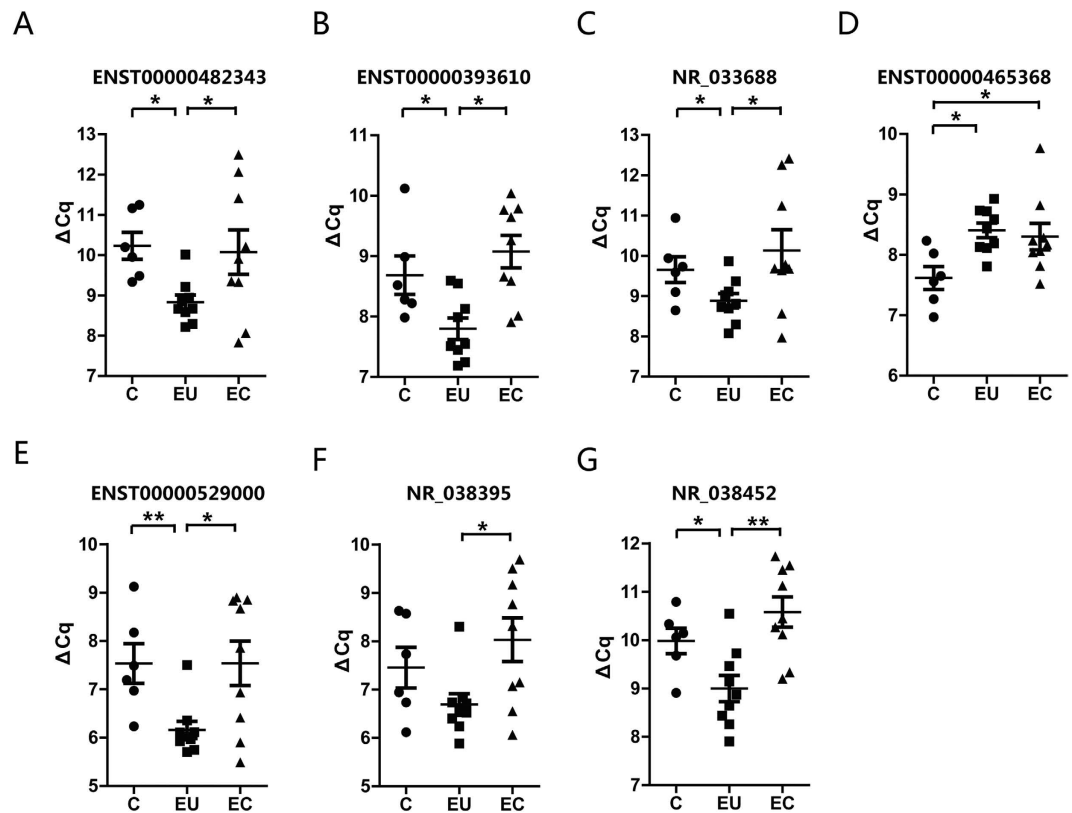 A
B
C
D
ENST00000482343
ENST00000393610
NR_033688
ENST00000465368
* *
* *
* *
*
*
ΔCq
13
12
11
10
9
8
7
C EU EC
ΔCq
11
10
9
8
7
C EU EC
ΔCq
13
12
11
10
9
8
7
C EU EC
ΔCq
10
9
8
7
6
C EU EC
E
F
G
ENST00000529000
NR_038395
NR_038452
** *
*
* **
ΔCq
10
9
8
7
6
5
C EU EC
ΔCq
10
9
8
7
6
5
C EU EC
ΔCq
12
11
10
9
8
7
C EU EC